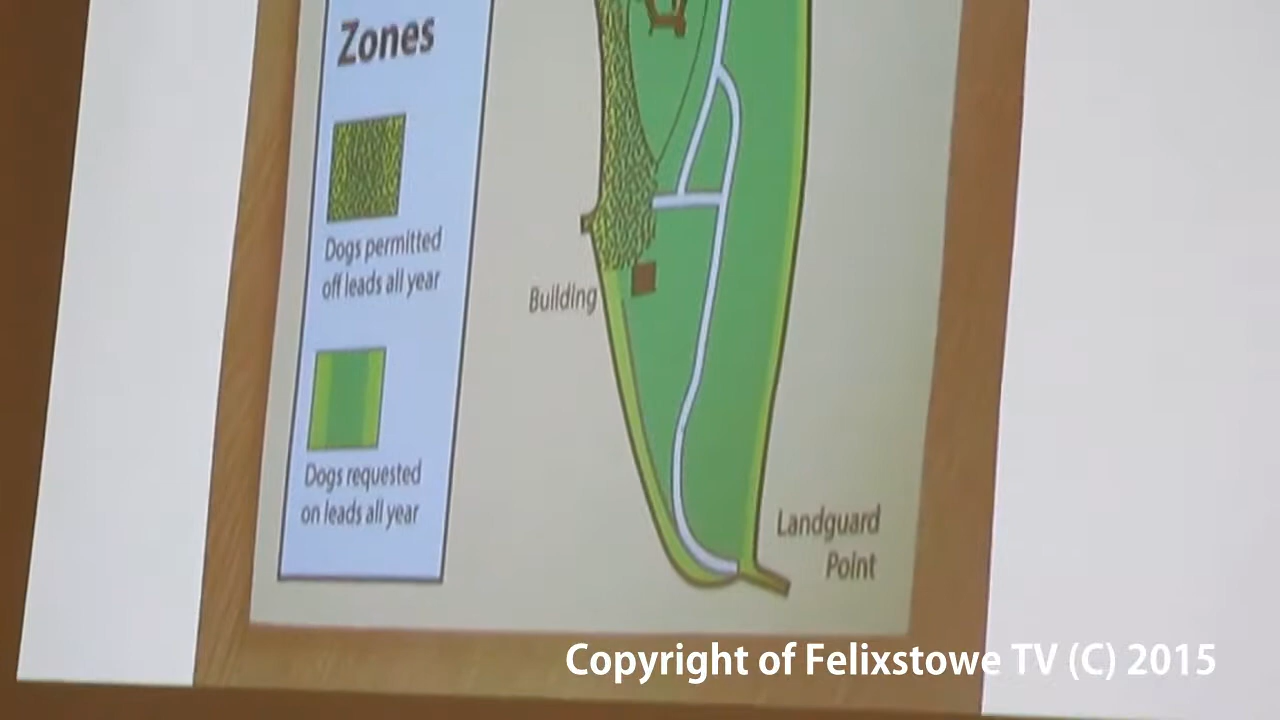 Zones
Dogs permitted
off leads all year
Building
Dogs requested
on leads all year
Landguard
Point
Copyright of Felixstowe TV (C) 2015